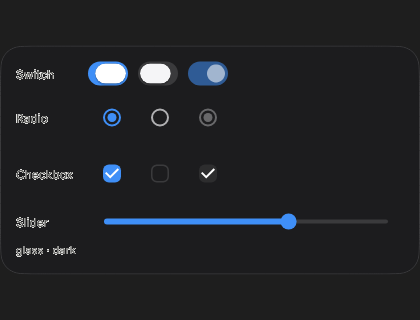 Switch
Radio
Checkbox
Slider
glass · dark